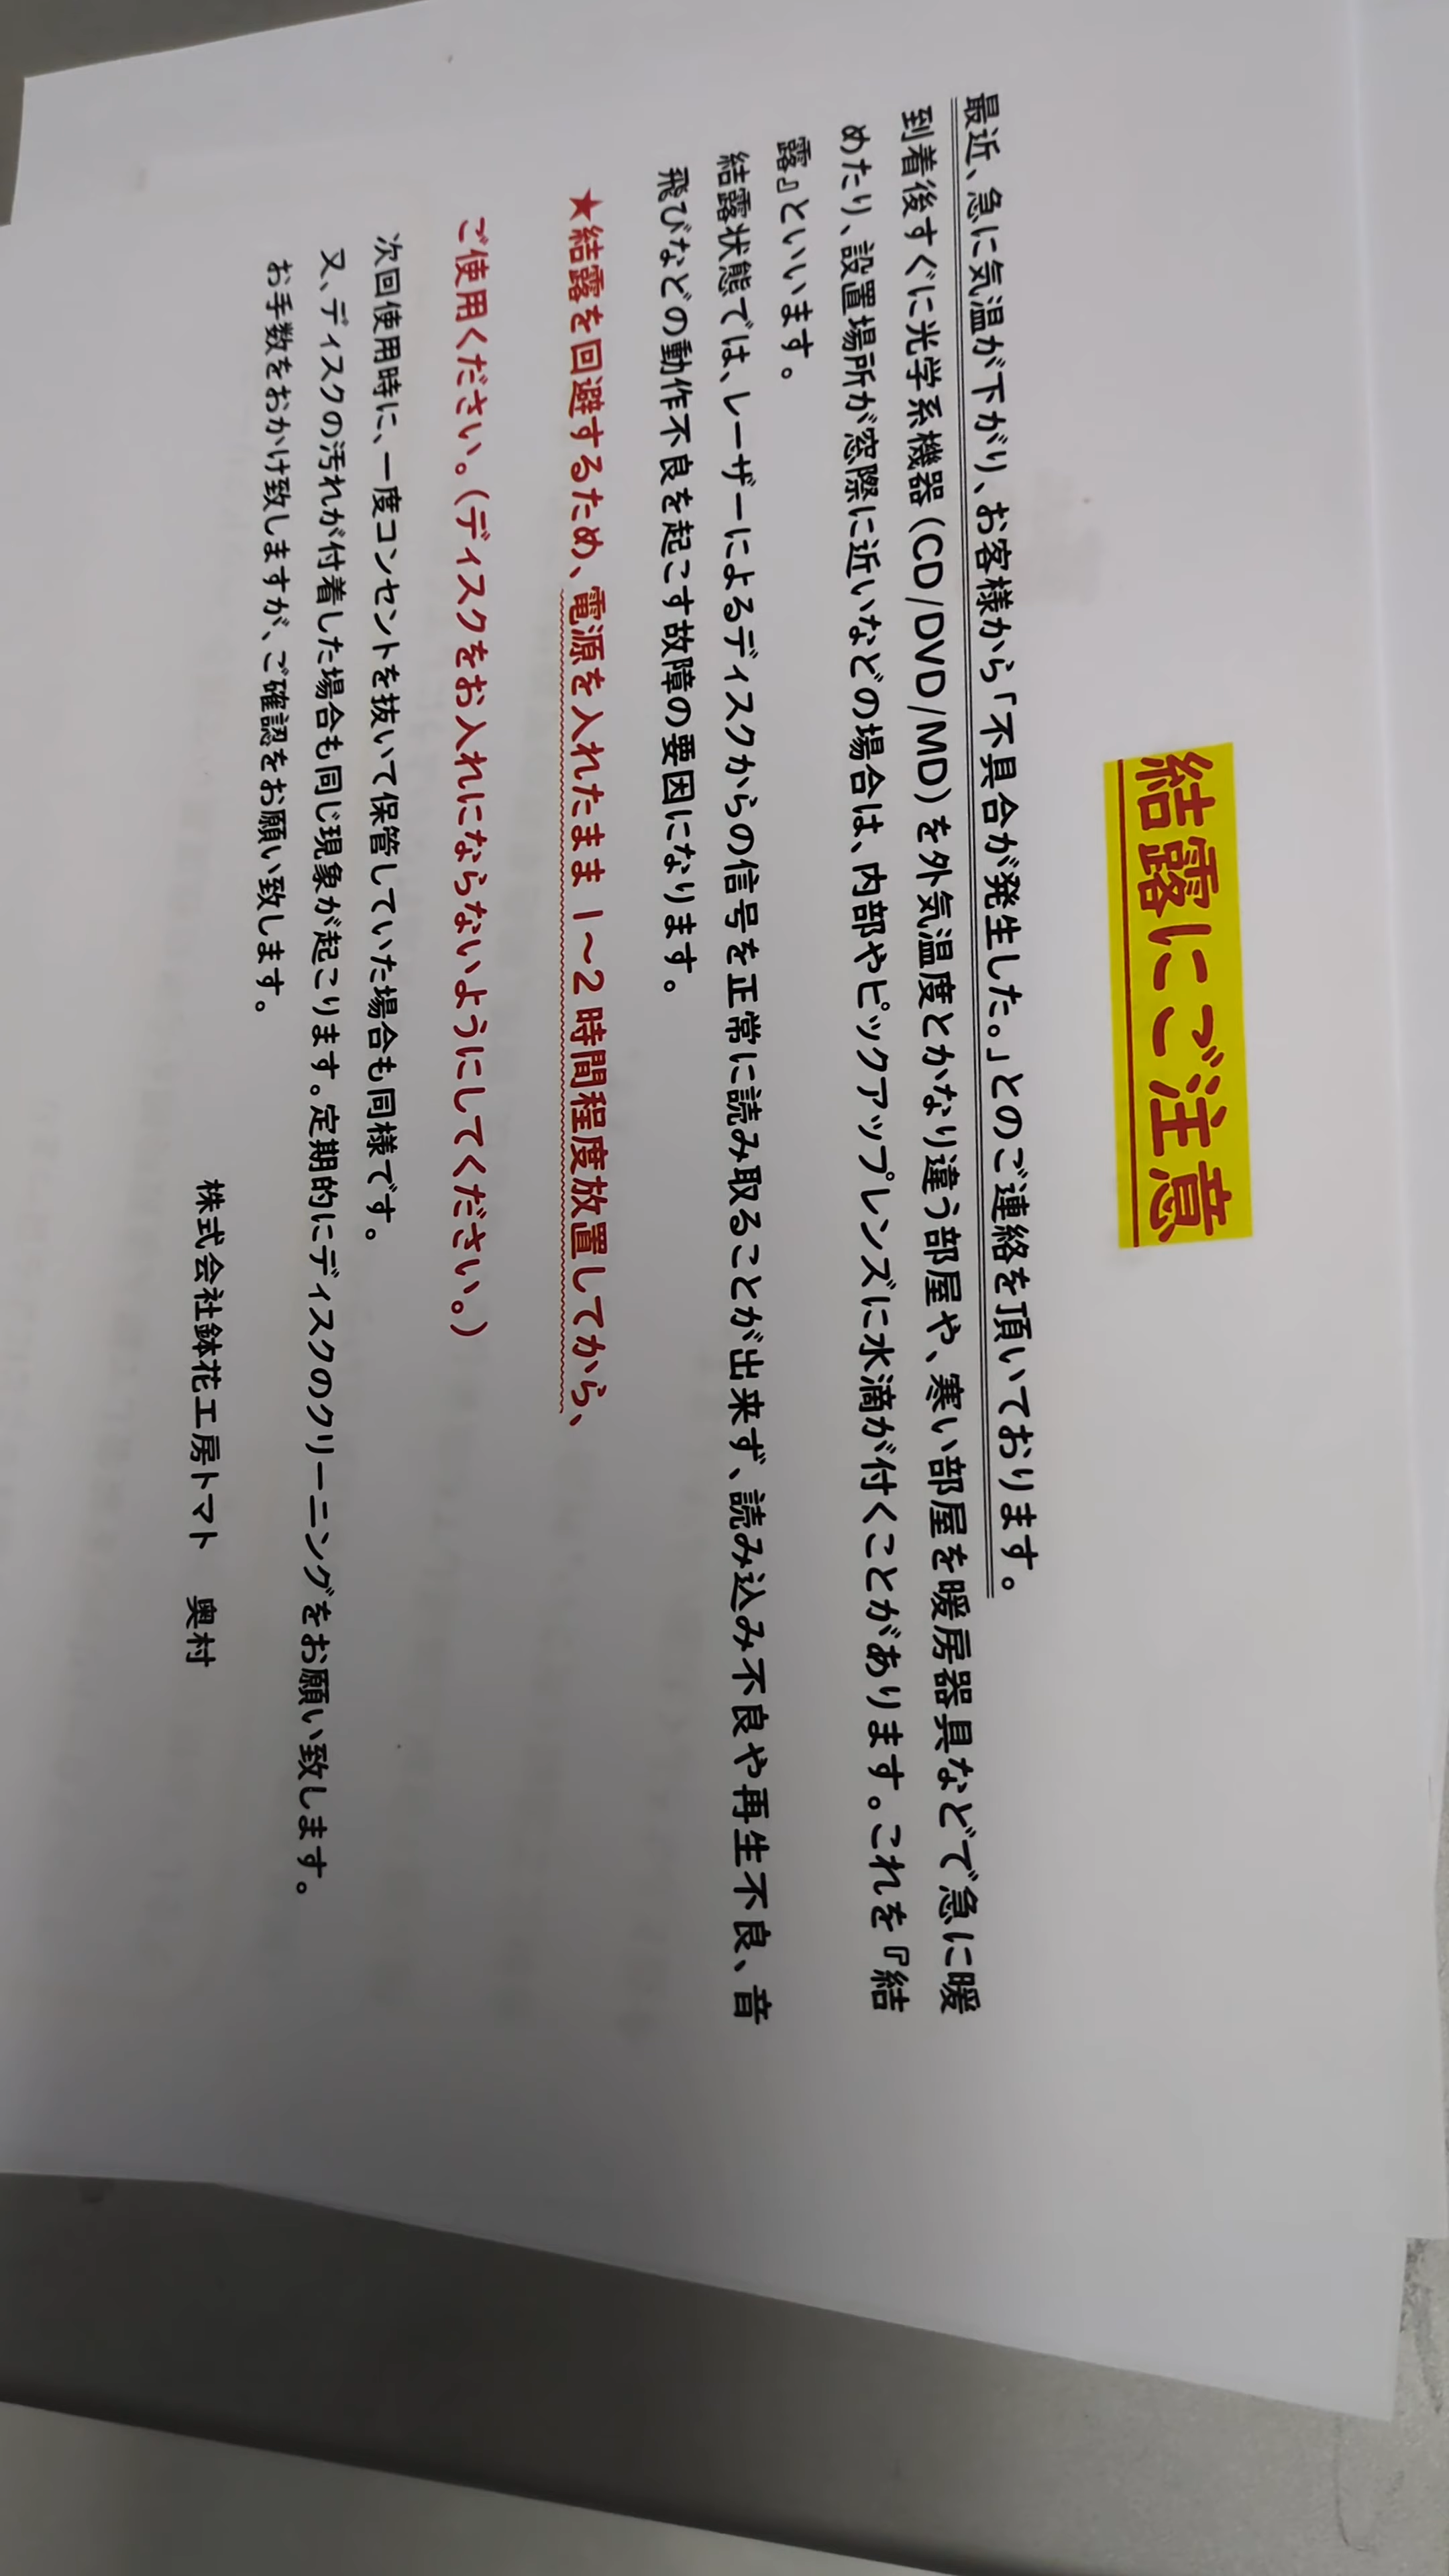 結露にご注意
最近、急に気温が下がり、お客様から「不具合が発生した。」とのご連絡を頂いております。
到着後すぐに光学系機器(CD/DVD/MD)を外気温度とかなり違う部屋や、寒い部屋を暖房器具などで急に暖
めたり、設置場所が窓際に近いなどの場合は、内部やピックアップレンズに水滴が付くことがあります。これを『結
露』といいます。
結露状態では、レーザーによるディスクからの信号を正常に読み取ることが出来ず、読み込み不良や再生不良、音
飛びなどの動作不良を起こす故障の要因になります。
★結露を回避するため、電源を入れたまま1~2時間程度放置してから、
ご使用ください。(ディスクをお入れにならないようにしてください。)
次回使用時に、一度コンセントを抜いて保管していた場合も同様です。
又、ディスクの汚れが付着した場合も同じ現象が起こります。定期的にディスクのクリーニングをお願い致します。
お手数をおかけ致しますが、ご確認をお願い致します。
株式会社鉢花工房トマト 奥村